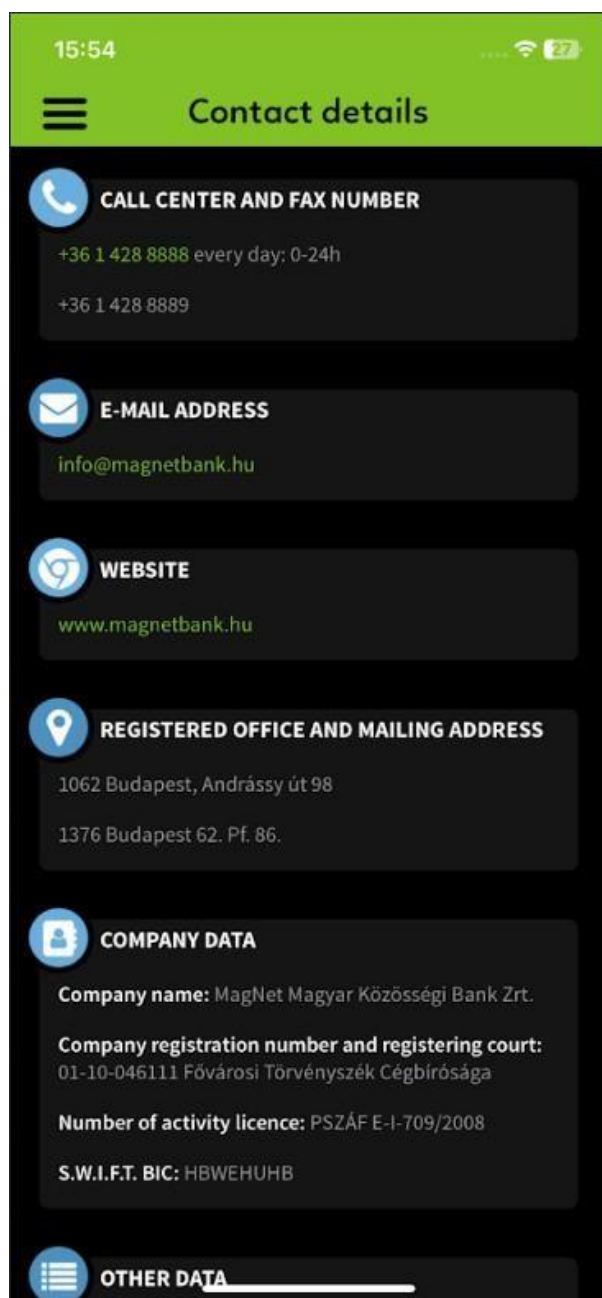 15:54
27
Contact details
CALL CENTER AND FAX NUMBER
+36 1 428 8888 every day: 0-24h
+36 1 428 8889
E-MAIL ADDRESS
info@magnetbank.hu
WEBSITE
www.magnetbank.hu
REGISTERED OFFICE AND MAILING ADDRESS
1062 Budapest, Andrássy út 98
1376 Budapest 62. Pf. 86.
COMPANY DATA
Company name: MagNet Magyar Közösségi Bank Zrt.
Company registration number and registering court:
01-10-046111 Fővárosi Törvényszék Cégbírósága
Number of activity licence: PSZÁF E-I-709/2008
S.W.I.F.T. BIC: HBWEHUHB
OTHER DATA